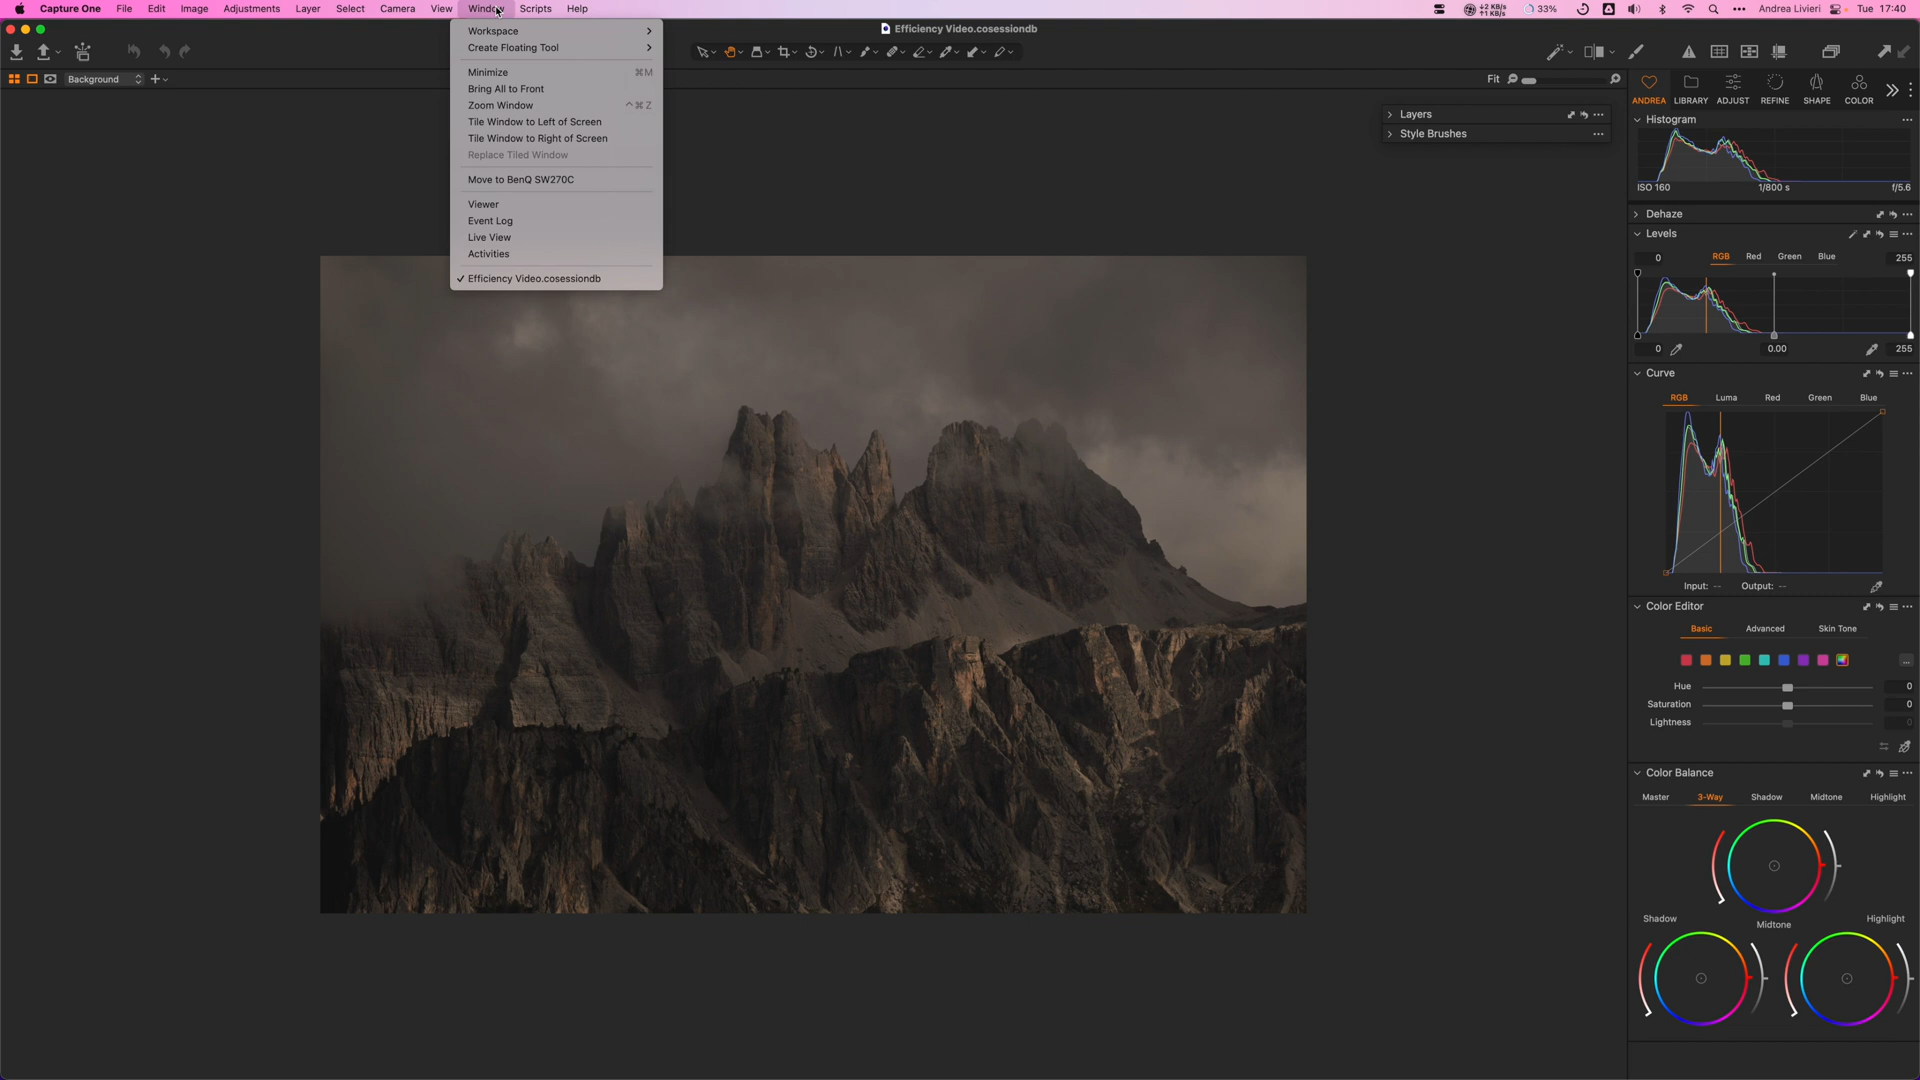 Capture One File Edit Image Adjustments Layer Select Camera View Window Scripts Help
↓2 KB/s
↑1 KB/s
33%
Andrea Livieri
Tue 17:40
Efficiency Video.cosessiondb
Background
Fit
Workspace
Create Floating Tool
Minimize ⌘M
Bring All to Front
Zoom Window ^⌘Z
Tile Window to Left of Screen
Tile Window to Right of Screen
Replace Tiled Window
Move to BenQ SW270C
Viewer
Event Log
Live View
Activities
✓ Efficiency Video.cosessiondb
Layers
Style Brushes
ANDREA LIBRARY ADJUST REFINE SHAPE COLOR
Histogram
ISO 160 1/800 s f/5.6
Dehaze
Levels
0 RGB Red Green Blue 255
0 0.00 255
Curve
RGB Luma Red Green Blue
Input: -- Output: --
Color Editor
Basic Advanced Skin Tone
Hue 0
Saturation 0
Lightness 0
Color Balance
Master 3-Way Shadow Midtone Highlight
Shadow Midtone Highlight